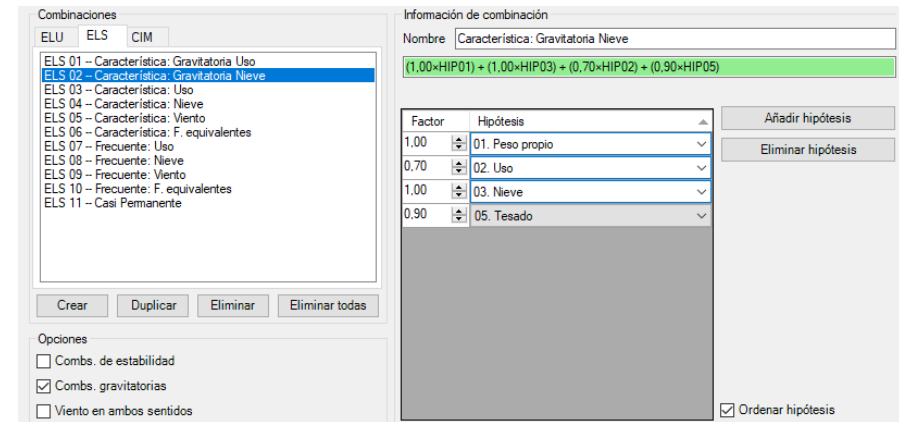 Combinaciones
ELU ELS CIM
ELS 01 -- Característica: Gravitatoria Uso
ELS 02 -- Característica: Gravitatoria Nieve
ELS 03 -- Característica: Uso
ELS 04 -- Característica: Nieve
ELS 05 -- Característica: Viento
ELS 06 -- Característica: F. equivalentes
ELS 07 -- Frecuente: Uso
ELS 08 -- Frecuente: Nieve
ELS 09 -- Frecuente: Viento
ELS 10 -- Frecuente: F. equivalentes
ELS 11 -- Casi Permanente
Crear Duplicar Eliminar Eliminar todas
Opciones
Combs. de estabilidad
Combs. gravitatorias
Viento en ambos sentidos
Información de combinación
Nombre Característica: Gravitatoria Nieve
(1,00×HIP01) + (1,00×HIP03) + (0,70×HIP02) + (0,90×HIP05)
Factor Hipótesis
1,00 01. Peso propio
0,70 02. Uso
1,00 03. Nieve
0,90 05. Tesado
Añadir hipótesis
Eliminar hipótesis
Ordenar hipótesis